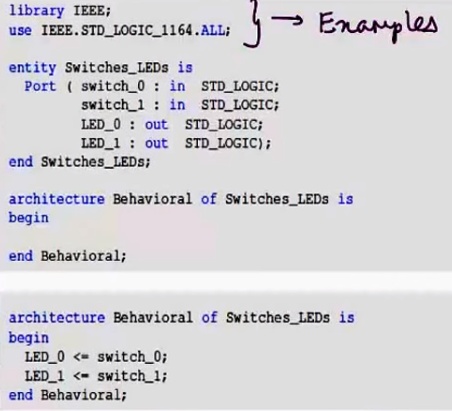 library IEEE;
use IEEE.STD_LOGIC_1164.ALL; } → Examples
entity Switches_LEDs is
Port ( switch_0 : in STD_LOGIC;
switch_1 : in STD_LOGIC;
LED_0 : out STD_LOGIC;
LED_1 : out STD_LOGIC);
end Switches_LEDs;
architecture Behavioral of Switches_LEDs is
begin
end Behavioral;
architecture Behavioral of Switches_LEDs is
begin
LED_0 <= switch_0;
LED_1 <= switch_1;
end Behavioral;